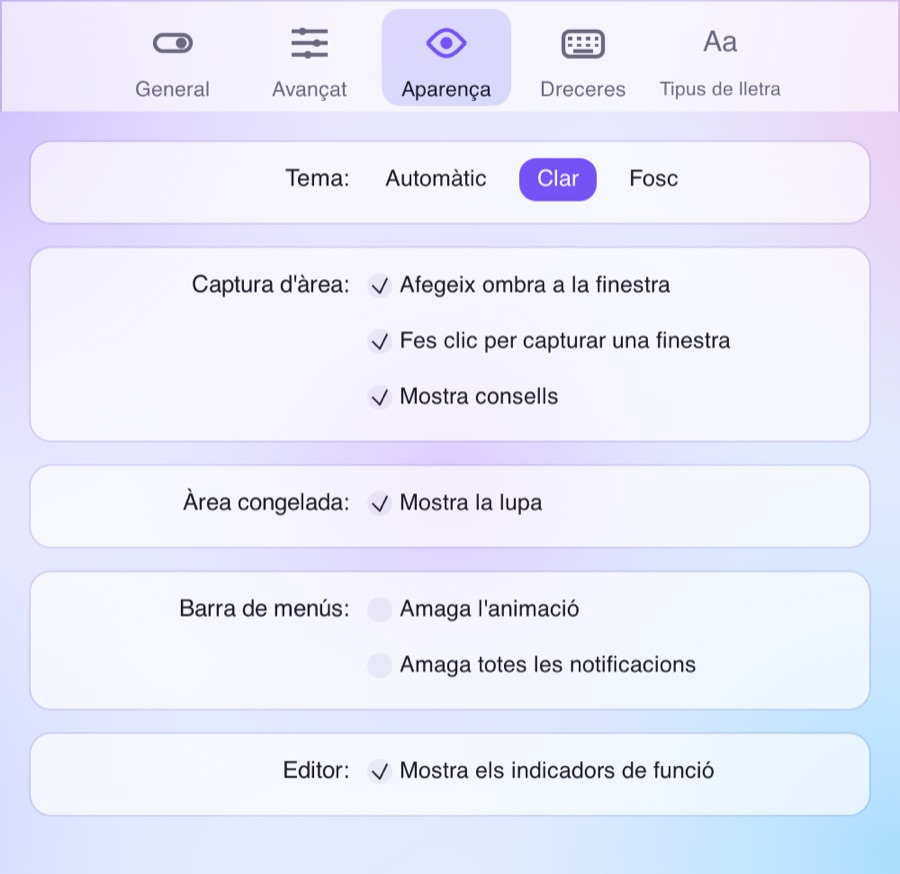 General
Avançat
Aparença
Dreceres
Aa
Tipus de lletra
Tema: Automàtic Clar Fosc
Captura d'àrea: Afegeix ombra a la finestra
Fes clic per capturar una finestra
Mostra consells
Àrea congelada: Mostra la lupa
Barra de menús: Amaga l'animació
Amaga totes les notificacions
Editor: Mostra els indicadors de funció